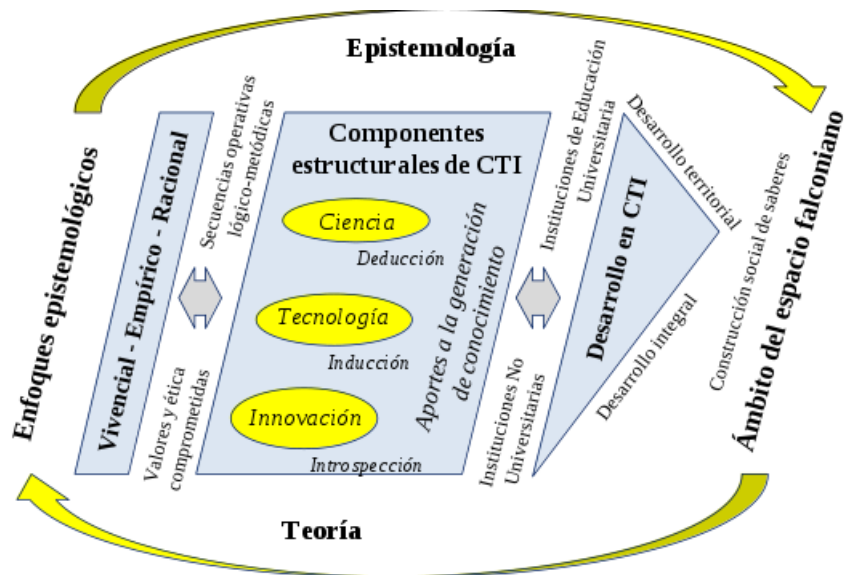 Epistemología
Enfoques epistemológicos
Vivencial - Empírico - Racional
Secuencias operativas
lógico-metódicas
Valores y ética
comprometidas
Componentes
estructurales de CTI
Ciencia
Deducción
Tecnología
Inducción
Innovación
Introspección
Aportes a la generación
de conocimiento
Instituciones de Educación
Universitaria
Instituciones No
Universitarias
Desarrollo en CTI
Desarrollo territorial
Desarrollo integral
Construcción social de saberes
Ámbito del espacio falconiano
Teoría